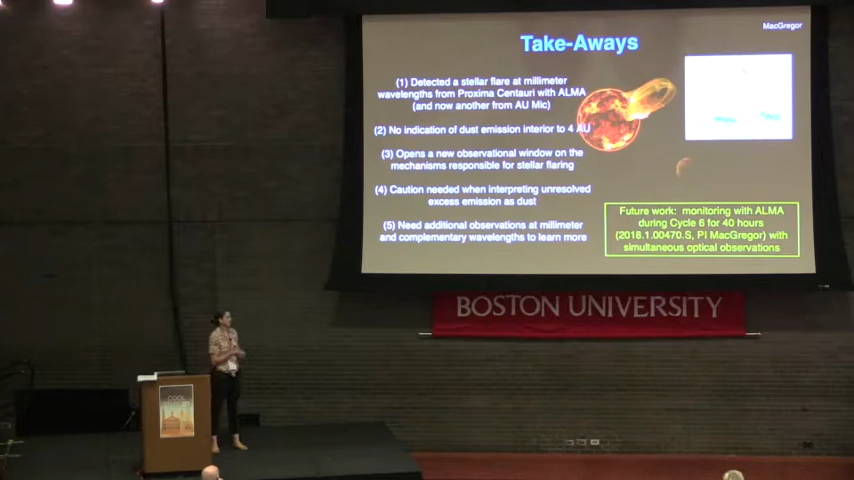 MacGregor
Take-Aways
(1) Detected a stellar flare at millimeter
wavelengths from Proxima Centauri with ALMA
(and now another from AU Mic)
(2) No indication of dust emission interior to 4 AU
(3) Opens a new observational window on the
mechanisms responsible for stellar flaring
(4) Caution needed when interpreting unresolved
excess emission as dust
(5) Need additional observations at millimeter
and complementary wavelengths to learn more
Future work: monitoring with ALMA
during Cycle 6 for 40 hours
(2018.1.00470.S, PI MacGregor) with
simultaneous optical observations
BOSTON UNIVERSITY
COOL